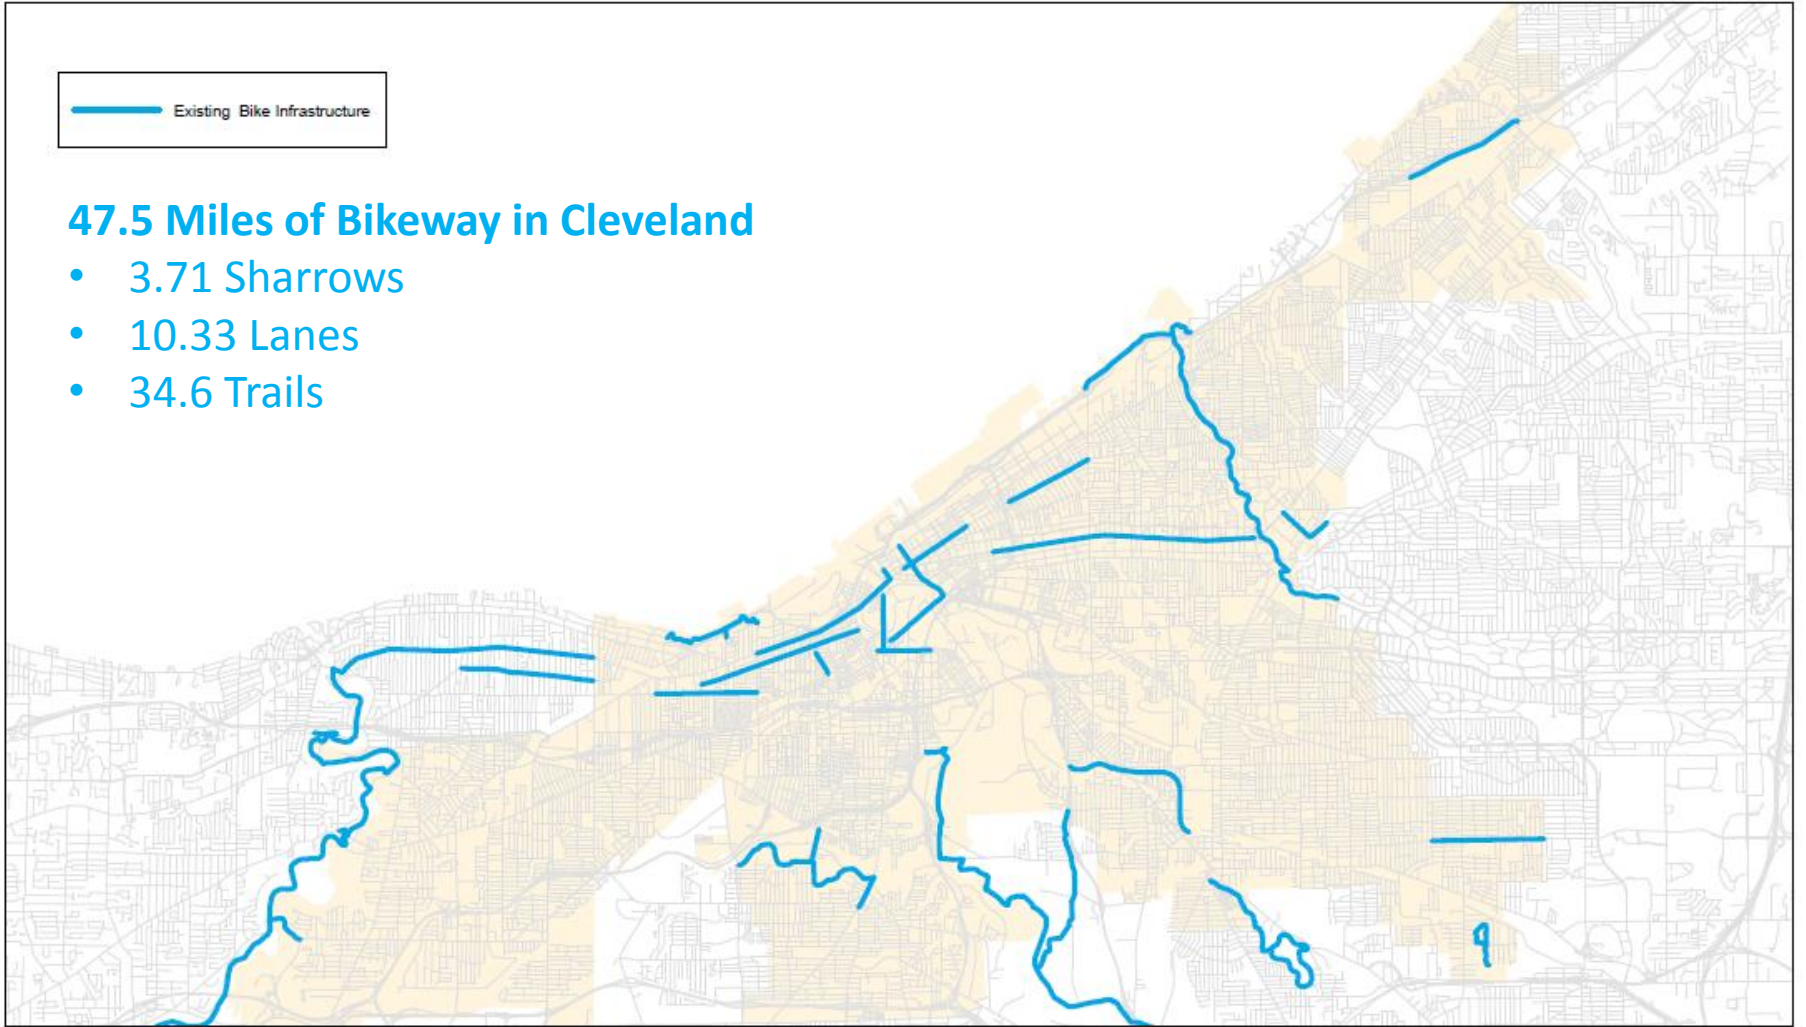 Existing Bike Infrastructure
47.5 Miles of Bikeway in Cleveland
• 3.71 Sharrows
• 10.33 Lanes
• 34.6 Trails